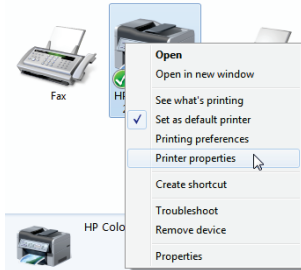 Open
Open in new window
Fax
HP
See what's printing
Set as default printer
Printing preferences
Printer properties
Create shortcut
Troubleshoot
HP Colo
Remove device
Properties